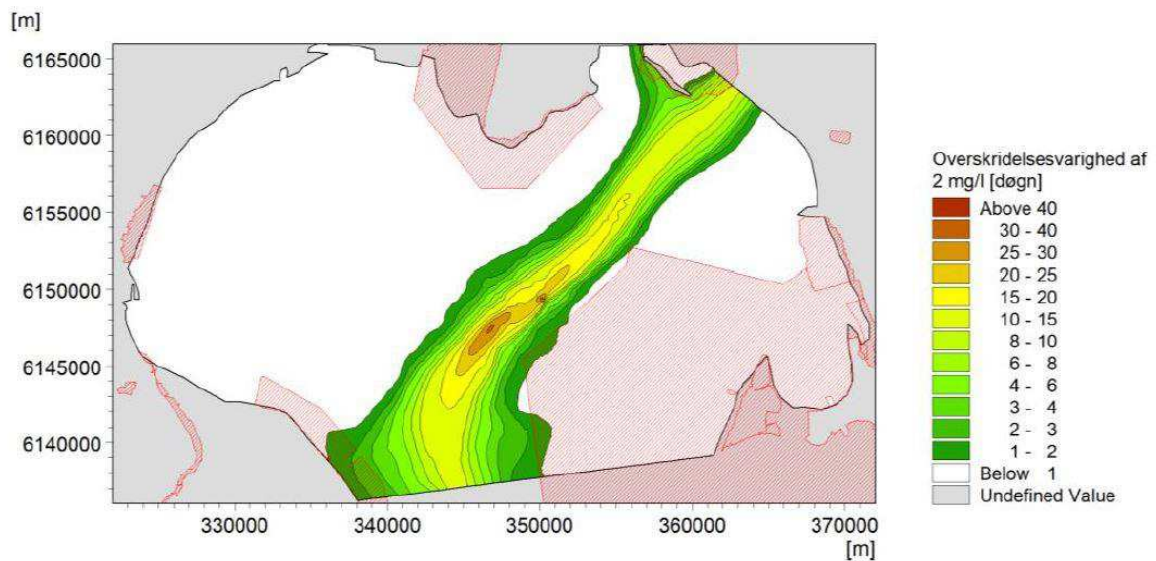 [m]
6165000
6160000
6155000
6150000
6145000
6140000
330000 340000 350000 360000 370000
[m]
Overskridelsesvarighed af
2 mg/l [døgn]
Above 40
30 - 40
25 - 30
20 - 25
15 - 20
10 - 15
8 - 10
6 - 8
4 - 6
3 - 4
2 - 3
1 - 2
Below 1
Undefined Value